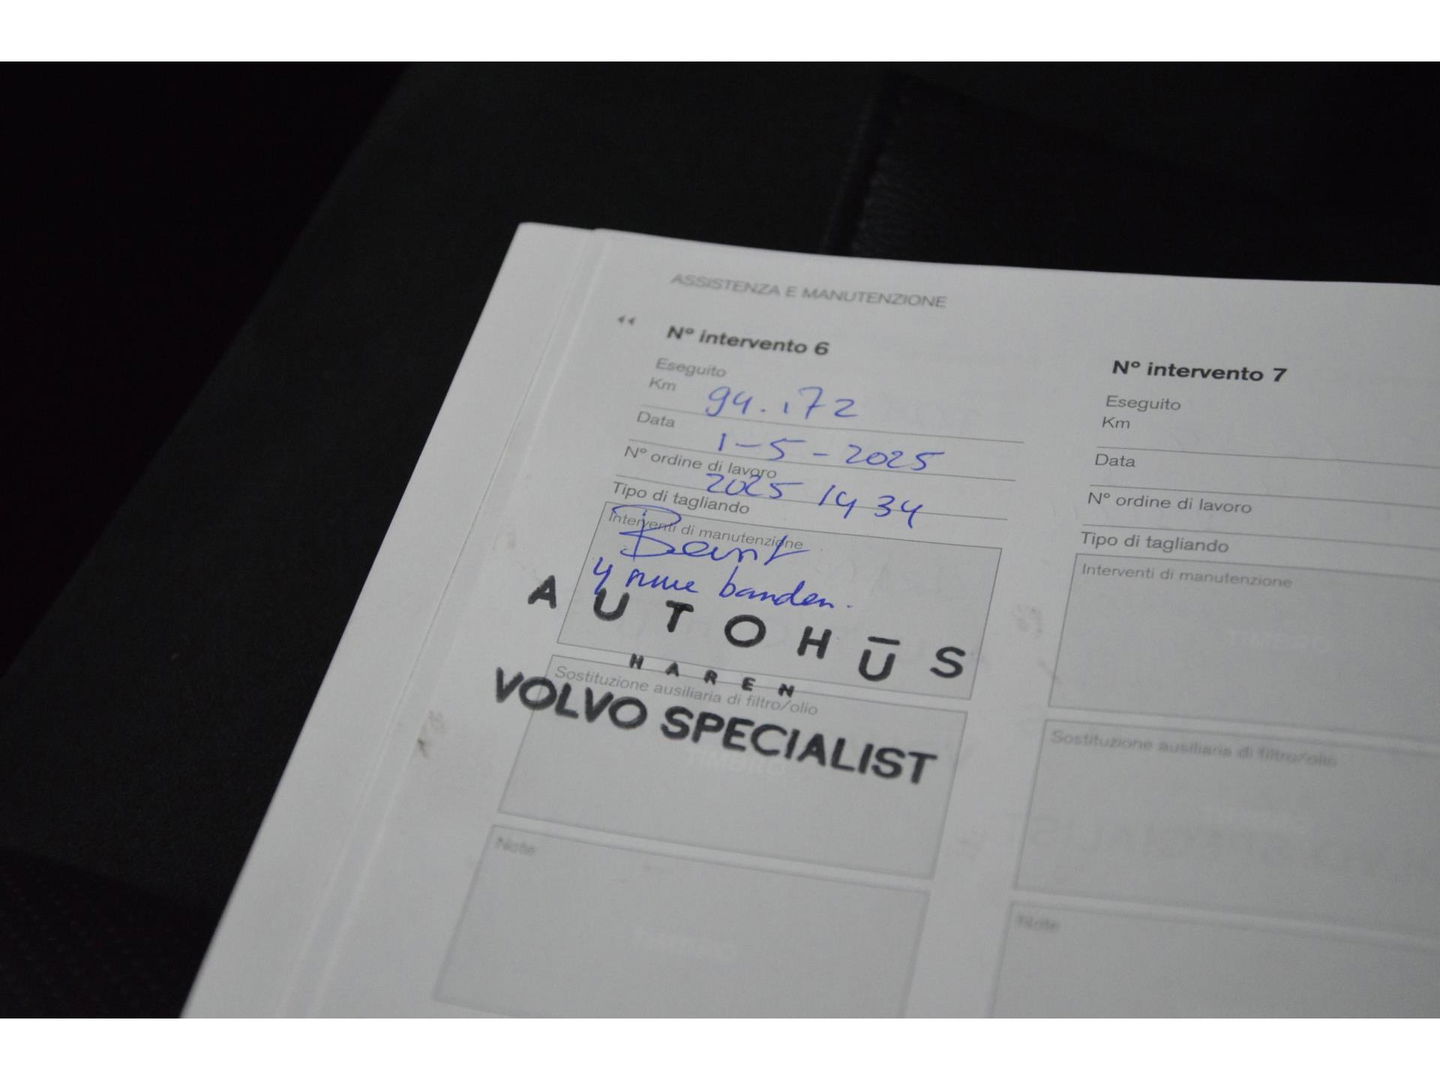 ASSISTENZA E MANUTENZIONE
N° intervento 6
Eseguito
Km 94.172
Data 1-5-2025
N° ordine di lavoro 2025 1434
Tipo di tagliando
Interventi di manutenzione
4 banden.
AUTOHŪS
HAREN
VOLVO SPECIALIST
Sostituzione ausiliaria di filtro/olio
Note
N° intervento 7
Eseguito
Km
Data
N° ordine di lavoro
Tipo di tagliando
Interventi di manutenzione
Sostituzione ausiliaria di filtro/olio
Note